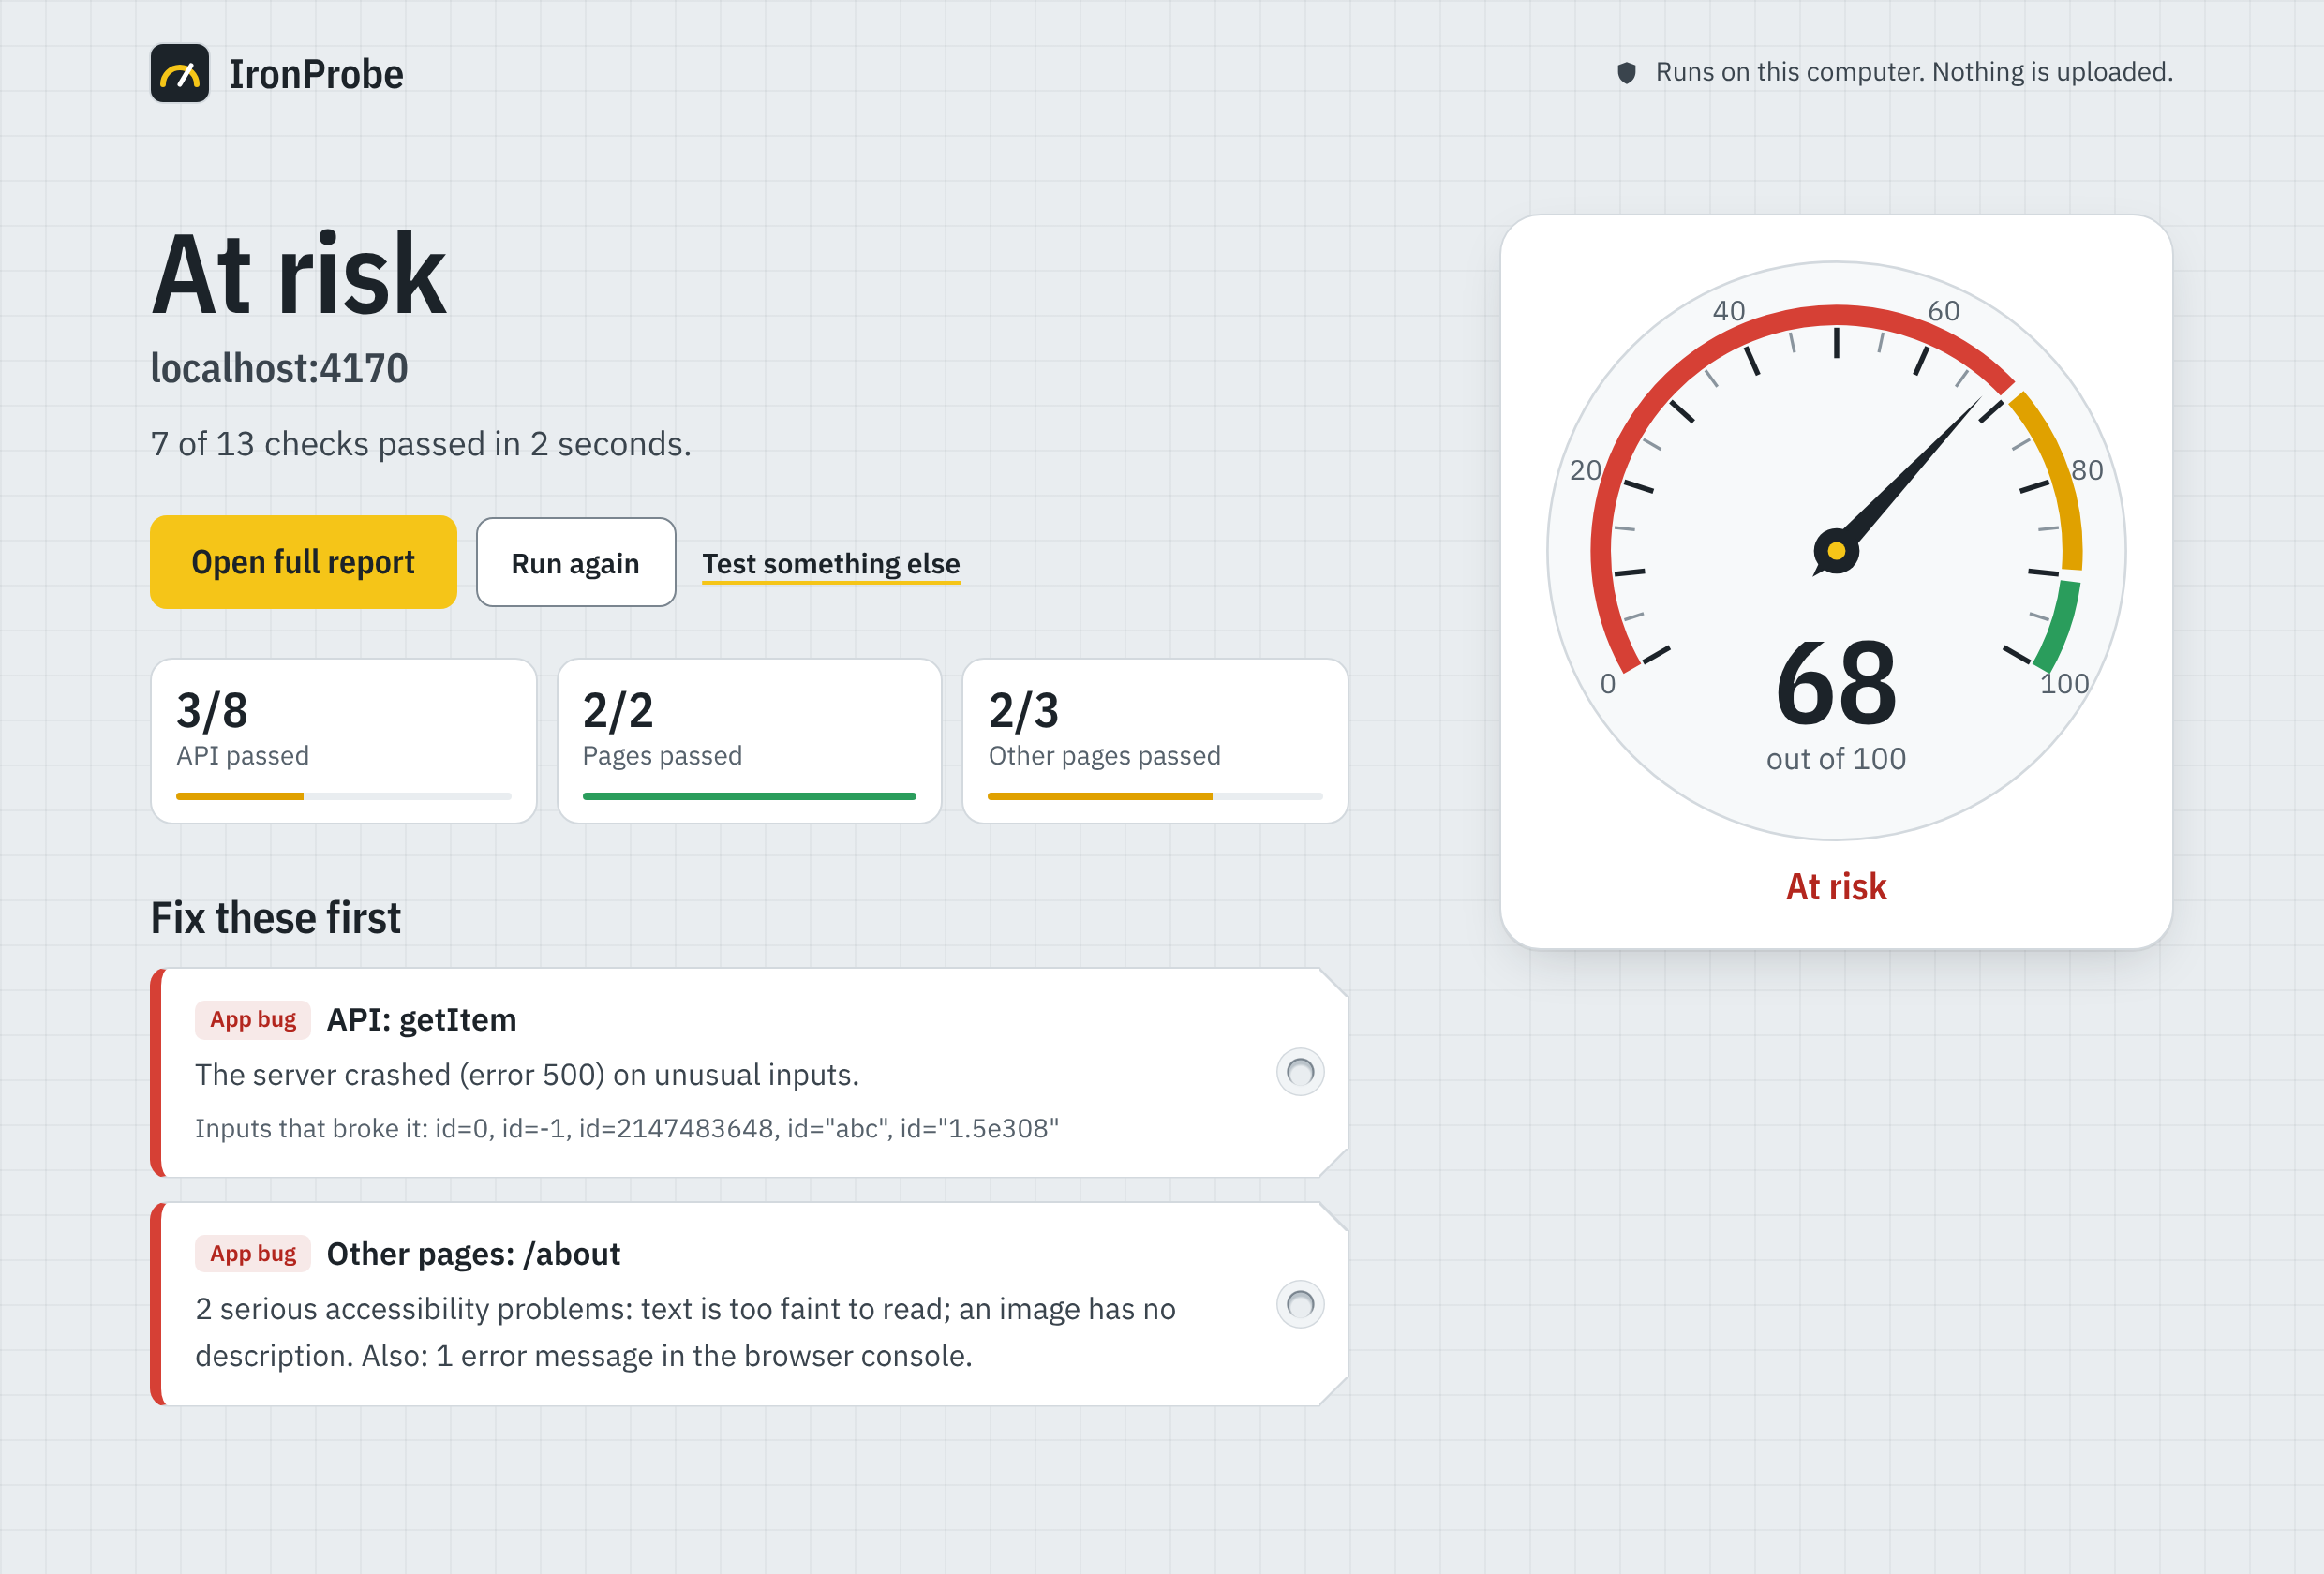 IronProbe
Runs on this computer. Nothing is uploaded.
At risk
localhost:4170
7 of 13 checks passed in 2 seconds.
Open full report
Run again
Test something else
3/8
API passed
2/2
Pages passed
2/3
Other pages passed
0
20
40
60
80
100
68
out of 100
At risk
Fix these first
App bug API: getItem
The server crashed (error 500) on unusual inputs.
Inputs that broke it: id=0, id=-1, id=2147483648, id="abc", id="1.5e308"
App bug Other pages: /about
2 serious accessibility problems: text is too faint to read; an image has no
description. Also: 1 error message in the browser console.